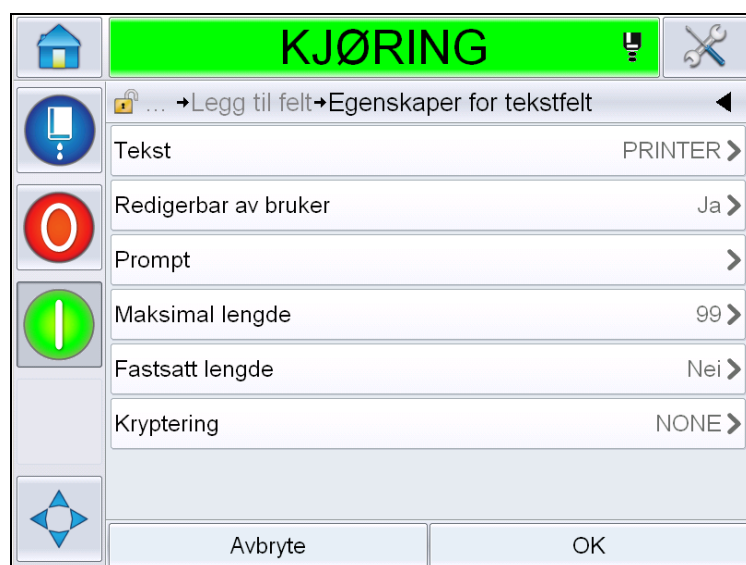 KJØRING
... →Legg til felt→Egenskaper for tekstfelt
Tekst PRINTER
Redigerbar av bruker Ja
Prompt
Maksimal lengde 99
Fastsatt lengde Nei
Kryptering NONE
Avbryte OK